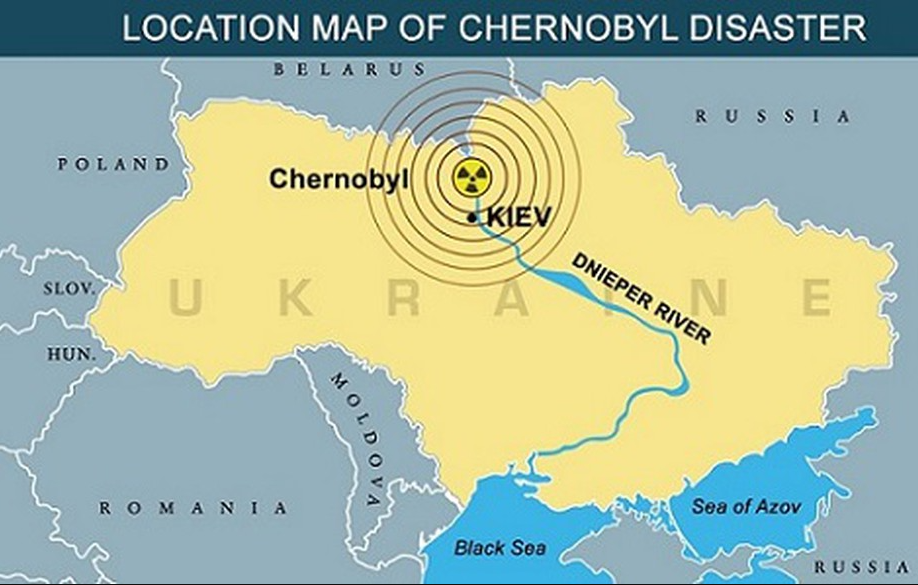 LOCATION MAP OF CHERNOBYL DISASTER
BELARUS
RUSSIA
POLAND
Chernobyl
KIEV
DNIEPER RIVER
SLOV.
UKRAINE
HUN.
MOLDOVA
ROMANIA
Sea of Azov
Black Sea
RUSSIA